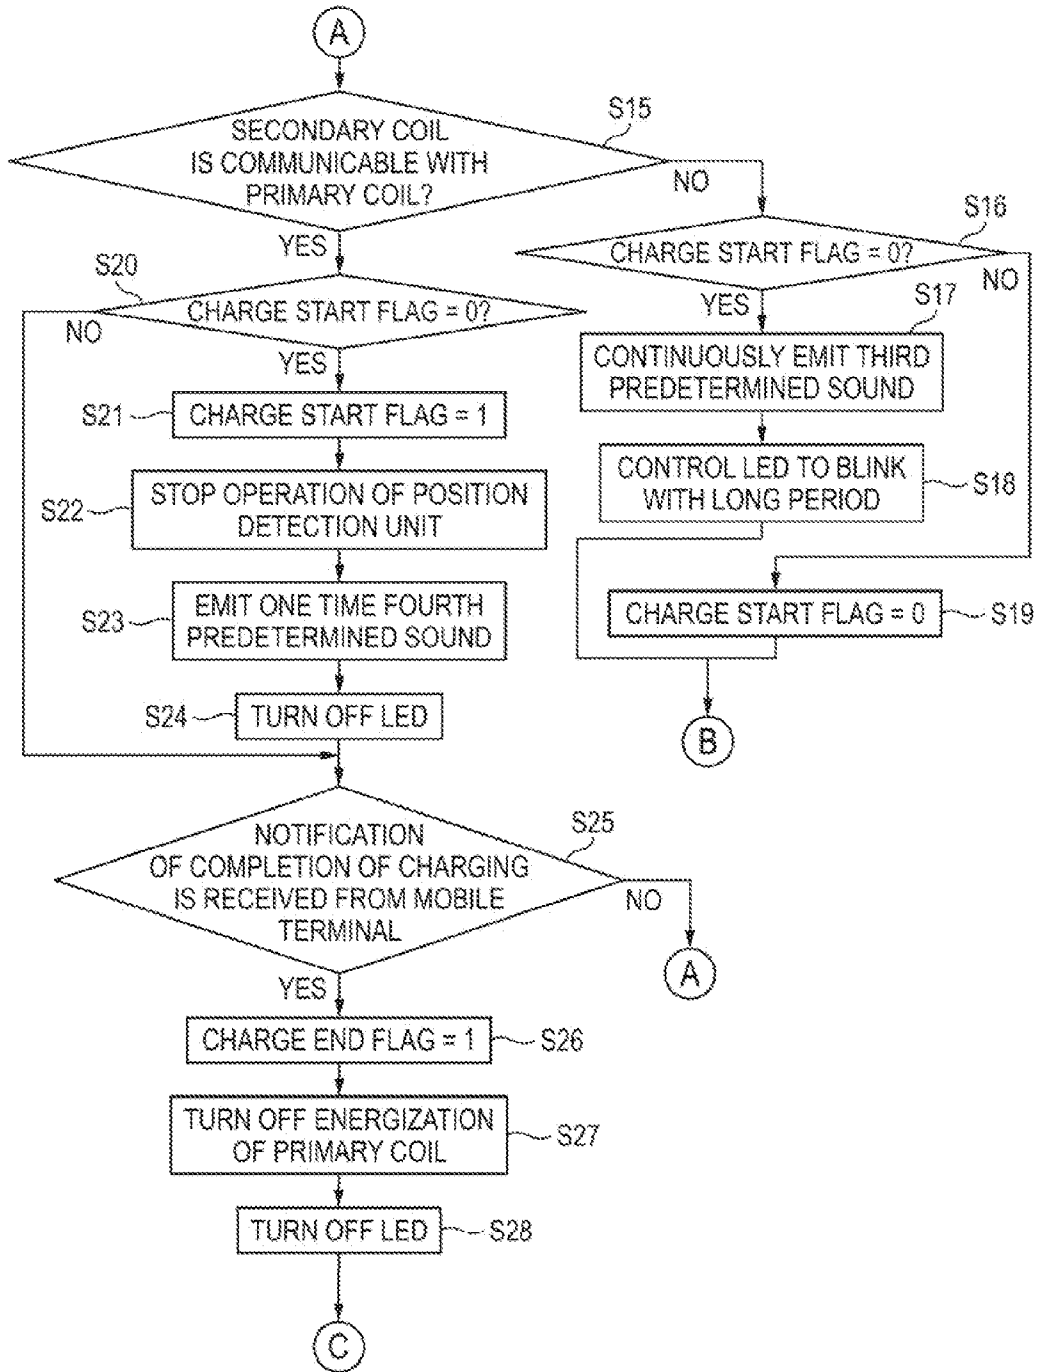 A
SECONDARY COIL
IS COMMUNICABLE WITH
PRIMARY COIL?
S15
NO
YES
S16
CHARGE START FLAG = 0?
NO
YES
S17
CONTINUOUSLY EMIT THIRD
PREDETERMINED SOUND
CONTROL LED TO BLINK
WITH LONG PERIOD
S18
CHARGE START FLAG = 0
S19
B
S20
CHARGE START FLAG = 0?
NO
YES
S21
CHARGE START FLAG = 1
S22
STOP OPERATION OF POSITION
DETECTION UNIT
S23
EMIT ONE TIME FOURTH
PREDETERMINED SOUND
S24
TURN OFF LED
S25
NOTIFICATION
OF COMPLETION OF CHARGING
IS RECEIVED FROM MOBILE
TERMINAL
NO
A
YES
CHARGE END FLAG = 1
S26
TURN OFF ENERGIZATION
OF PRIMARY COIL
S27
TURN OFF LED
S28
C